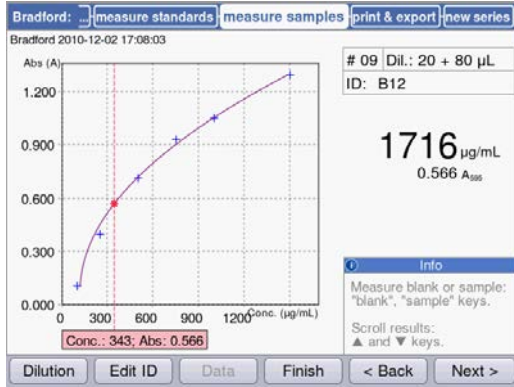 Bradford: ... measure standards measure samples print & export new series
Bradford 2010-12-02 17:08:03
Abs (A)
1.200
0.900
0.600
0.300
0.000
0 300 600 900 1200 Conc. (µg/mL)
Conc.: 343; Abs: 0.566
# 09 Dil.: 20 + 80 µL
ID: B12
1716 µg/mL
0.566 A₅₉₅
Info
Measure blank or sample:
"blank", "sample" keys.
Scroll results:
▲ and ▼ keys.
Dilution Edit ID Data Finish < Back Next >